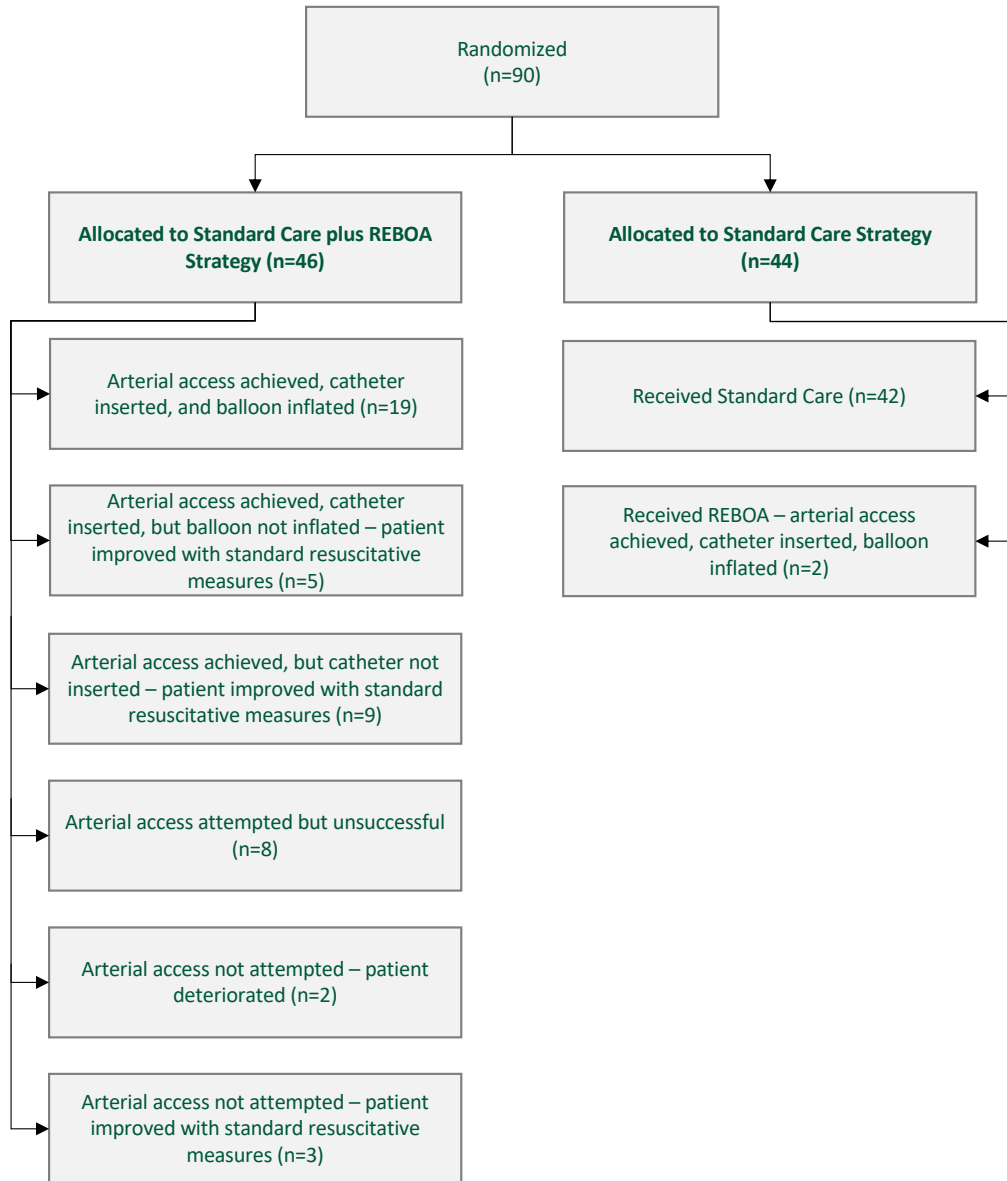 Randomized
(n=90)
Allocated to Standard Care plus REBOA
Strategy (n=46)
Allocated to Standard Care Strategy
(n=44)
Arterial access achieved, catheter
inserted, and balloon inflated (n=19)
Received Standard Care (n=42)
Arterial access achieved, catheter
inserted, but balloon not inflated – patient
improved with standard resuscitative
measures (n=5)
Received REBOA – arterial access
achieved, catheter inserted, balloon
inflated (n=2)
Arterial access achieved, but catheter not
inserted – patient improved with standard
resuscitative measures (n=9)
Arterial access attempted but unsuccessful
(n=8)
Arterial access not attempted – patient
deteriorated (n=2)
Arterial access not attempted – patient
improved with standard resuscitative
measures (n=3)